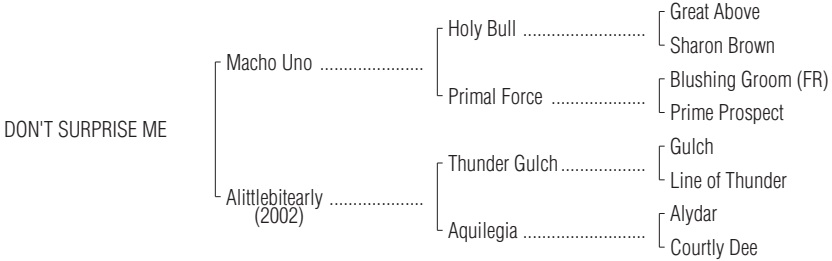 Great Above
Holy Bull ..........................
Sharon Brown
Macho Uno ......................
Blushing Groom (FR)
Primal Force ....................
Prime Prospect
DON'T SURPRISE ME
Gulch
Thunder Gulch..................
Line of Thunder
Alittlebitearly ....................
(2002)
Alydar
Aquilegia ..........................
Courtly Dee